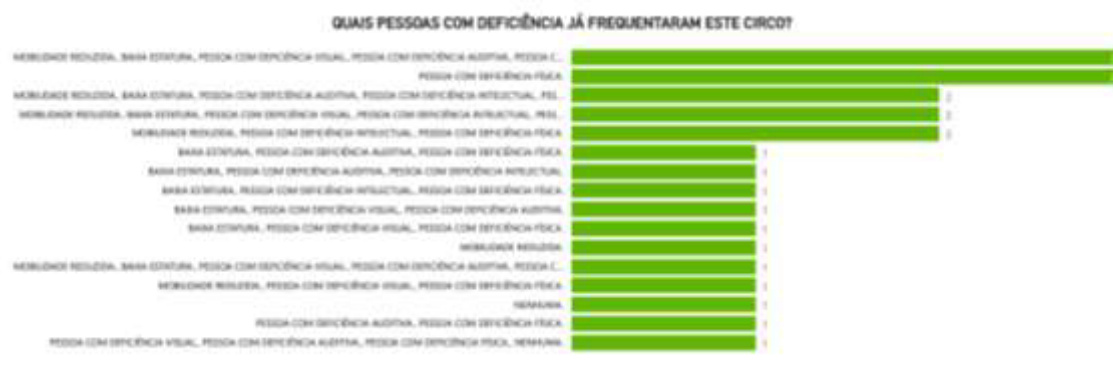 QUAIS PESSOAS COM DEFICIÊNCIA JÁ FREQUENTARAM ESTE CIRCO?
MOBILIDADE REDUZIDA, BAIXA ESTATURA, PESSOA COM DEFICIÊNCIA VISUAL, PESSOA COM DEFICIÊNCIA AUDITIVA, PESSOA C...
PESSOA COM DEFICIÊNCIA FÍSICA
MOBILIDADE REDUZIDA, BAIXA ESTATURA, PESSOA COM DEFICIÊNCIA AUDITIVA, PESSOA COM DEFICIÊNCIA INTELECTUAL, PES... 2
MOBILIDADE REDUZIDA, BAIXA ESTATURA, PESSOA COM DEFICIÊNCIA VISUAL, PESSOA COM DEFICIÊNCIA INTELECTUAL, PESS... 2
MOBILIDADE REDUZIDA, PESSOA COM DEFICIÊNCIA INTELECTUAL, PESSOA COM DEFICIÊNCIA FÍSICA 2
BAIXA ESTATURA, PESSOA COM DEFICIÊNCIA AUDITIVA, PESSOA COM DEFICIÊNCIA FÍSICA 1
BAIXA ESTATURA, PESSOA COM DEFICIÊNCIA AUDITIVA, PESSOA COM DEFICIÊNCIA INTELECTUAL 1
BAIXA ESTATURA, PESSOA COM DEFICIÊNCIA INTELECTUAL, PESSOA COM DEFICIÊNCIA FÍSICA 1
BAIXA ESTATURA, PESSOA COM DEFICIÊNCIA VISUAL, PESSOA COM DEFICIÊNCIA AUDITIVA 1
BAIXA ESTATURA, PESSOA COM DEFICIÊNCIA VISUAL, PESSOA COM DEFICIÊNCIA FÍSICA 1
MOBILIDADE REDUZIDA 1
MOBILIDADE REDUZIDA, BAIXA ESTATURA, PESSOA COM DEFICIÊNCIA VISUAL, PESSOA COM DEFICIÊNCIA AUDITIVA, PESSOA C... 1
MOBILIDADE REDUZIDA, PESSOA COM DEFICIÊNCIA VISUAL, PESSOA COM DEFICIÊNCIA FÍSICA 1
NENHUMA 1
PESSOA COM DEFICIÊNCIA AUDITIVA, PESSOA COM DEFICIÊNCIA FÍSICA 1
PESSOA COM DEFICIÊNCIA VISUAL, PESSOA COM DEFICIÊNCIA AUDITIVA, PESSOA COM DEFICIÊNCIA FÍSICA, NENHUMA 1